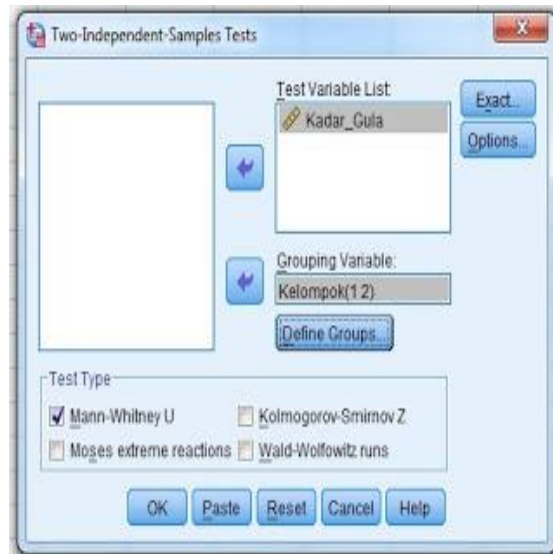 Two-Independent-Samples Tests
x
Test Variable List:
Kadar_Gula
Exact...
Options...
Grouping Variable:
Kelompok(1 2)
Define Groups...
Test Type
Mann-Whitney U
Kolmogorov-Smirnov Z
Moses extreme reactions
Wald-Wolfowitz runs
OK
Paste
Reset
Cancel
Help